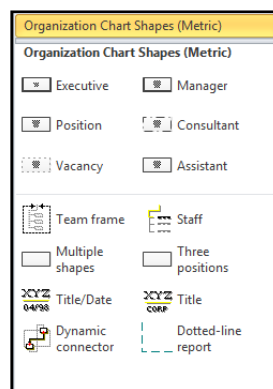 Organization Chart Shapes (Metric)
Organization Chart Shapes (Metric)
Executive Manager
Position Consultant
Vacancy Assistant
Team frame Staff
Multiple shapes Three positions
XYZ 04/98 Title/Date XYZ CORP Title
Dynamic connector Dotted-line report